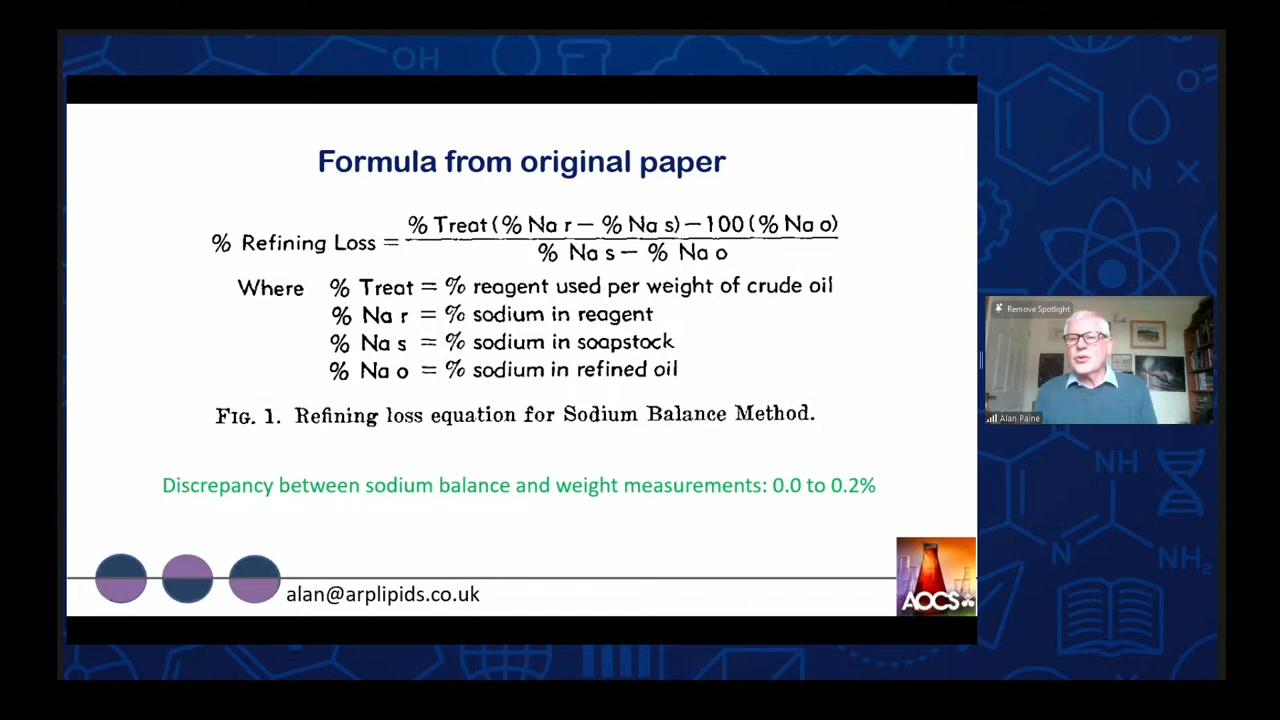 OH
H
C
O
N
Formula from original paper
% Refining Loss = % Treat (% Na r – % Na s) – 100 (% Na o)
% Na s – % Na o
Where % Treat = % reagent used per weight of crude oil
% Na r = % sodium in reagent
% Na s = % sodium in soapstock
% Na o = % sodium in refined oil
FIG. 1. Refining loss equation for Sodium Balance Method.
Discrepancy between sodium balance and weight measurements: 0.0 to 0.2%
alan@arplipids.co.uk
AOCS
Remove Spotlight
Alan Paine
NH
N
NH2